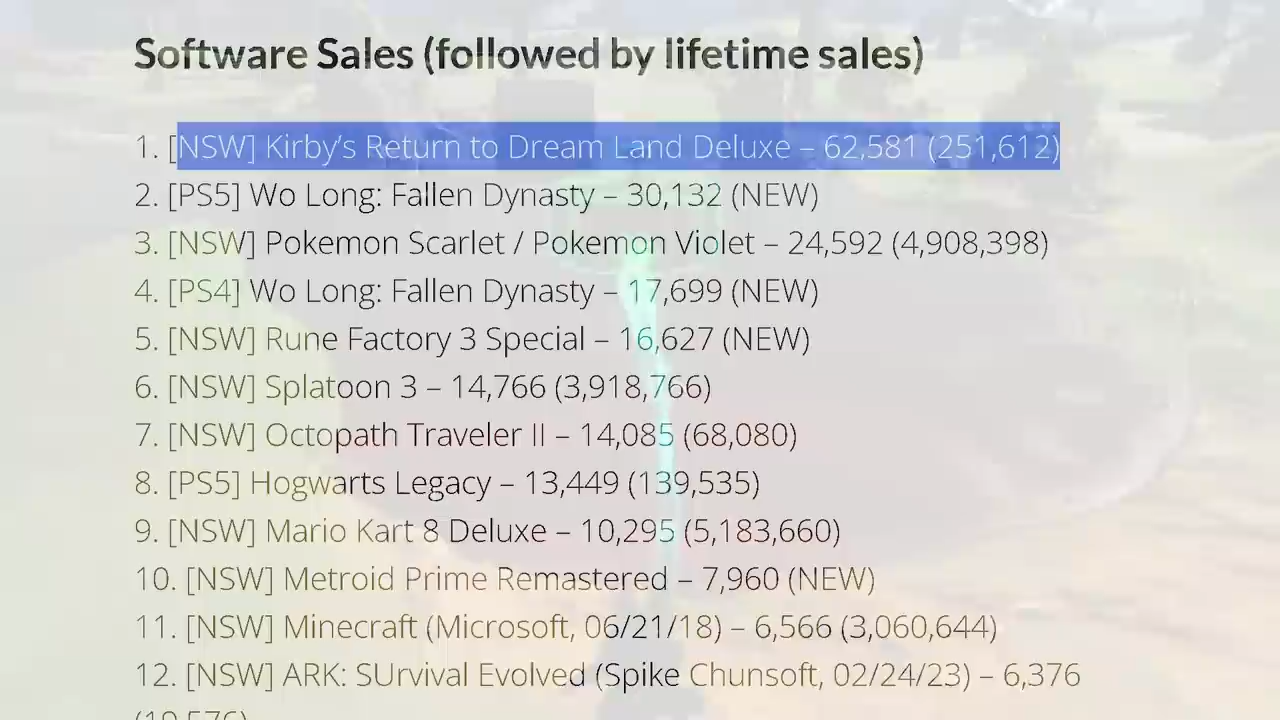 Software Sales (followed by lifetime sales)
1. [NSW] Kirby’s Return to Dream Land Deluxe – 62,581 (251,612)
2. [PS5] Wo Long: Fallen Dynasty – 30,132 (NEW)
3. [NSW] Pokemon Scarlet / Pokemon Violet – 24,592 (4,908,398)
4. [PS4] Wo Long: Fallen Dynasty – 17,699 (NEW)
5. [NSW] Rune Factory 3 Special – 16,627 (NEW)
6. [NSW] Splatoon 3 – 14,766 (3,918,766)
7. [NSW] Octopath Traveler II – 14,085 (68,080)
8. [PS5] Hogwarts Legacy – 13,449 (139,535)
9. [NSW] Mario Kart 8 Deluxe – 10,295 (5,183,660)
10. [NSW] Metroid Prime Remastered – 7,960 (NEW)
11. [NSW] Minecraft (Microsoft, 06/21/18) – 6,566 (3,060,644)
12. [NSW] ARK: SUrvival Evolved (Spike Chunsoft, 02/24/23) – 6,376